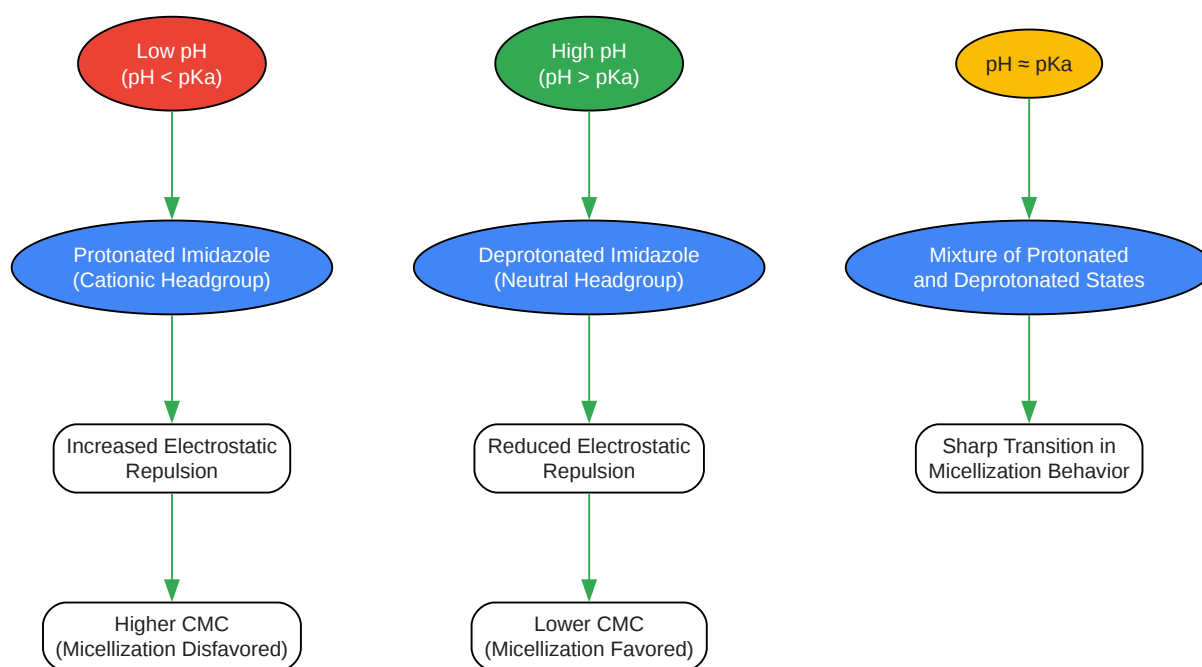 Low pH
(pH < pKa)
High pH
(pH > pKa)
pH ≈ pKa
Protonated Imidazole
(Cationic Headgroup)
Deprotonated Imidazole
(Neutral Headgroup)
Mixture of Protonated
and Deprotonated States
Increased Electrostatic
Repulsion
Reduced Electrostatic
Repulsion
Sharp Transition in
Micellization Behavior
Higher CMC
(Micellization Disfavored)
Lower CMC
(Micellization Favored)